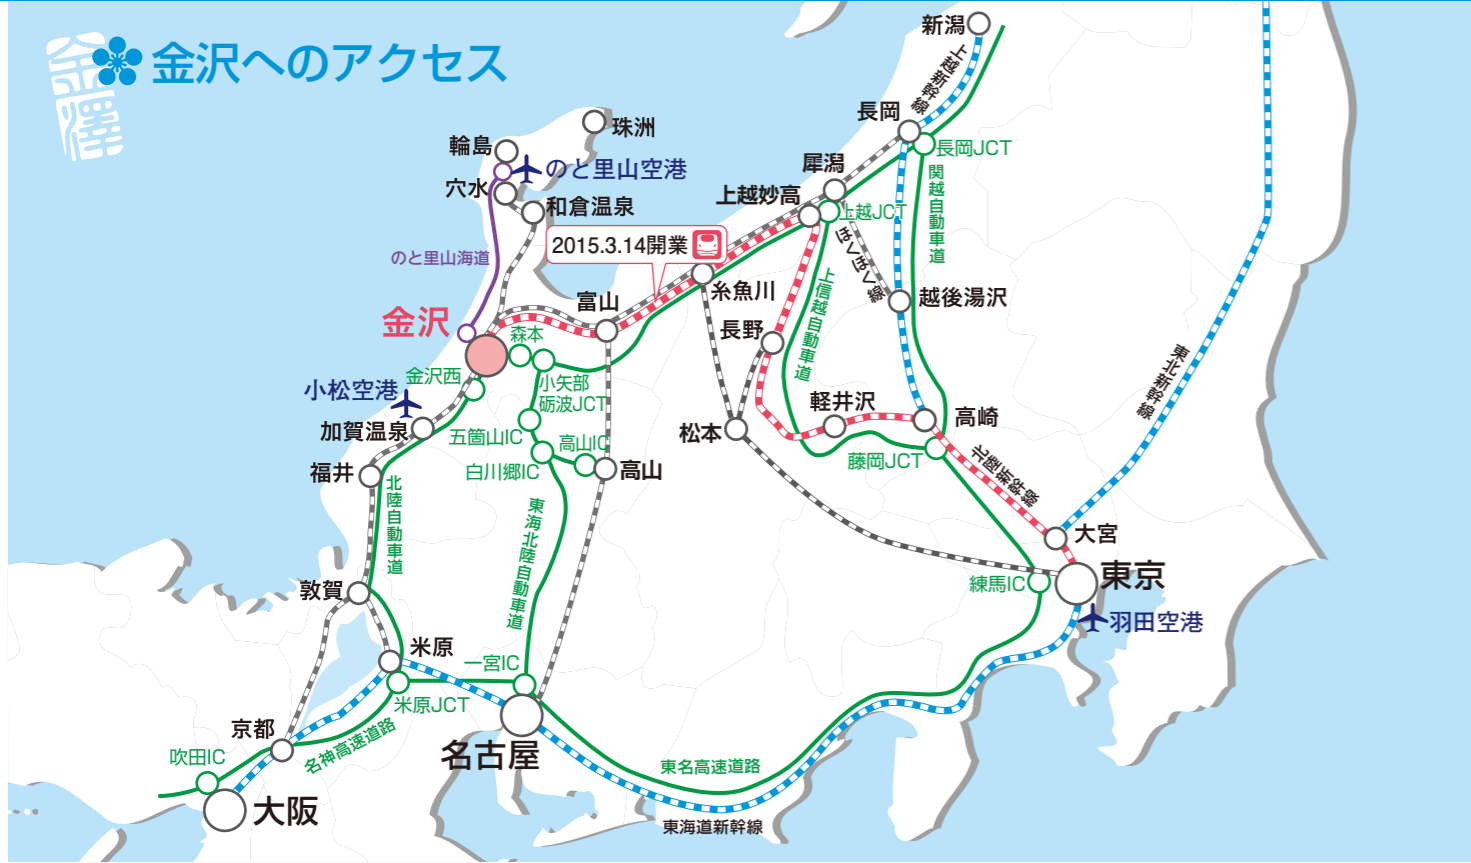 金澤
金沢へのアクセス
新潟
上越新幹線
長岡
長岡JCT
珠洲
輪島
のと里山空港
犀潟
関越自動車道
穴水
上越妙高
上越JCT
和倉温泉
ほくほく線
2015.3.14開業
のと里山海道
上信越自動車道
糸魚川
越後湯沢
富山
金沢
森本
長野
東北新幹線
金沢西
小矢部
砺波JCT
小松空港
軽井沢
高崎
加賀温泉
五箇山IC
高山IC
松本
藤岡JCT
福井
白川郷IC
高山
北陸新幹線
北陸自動車道
東海北陸自動車道
大宮
敦賀
練馬IC
東京
羽田空港
米原
一宮IC
米原JCT
京都
名神高速道路
吹田IC
名古屋
東名高速道路
大阪
東海道新幹線